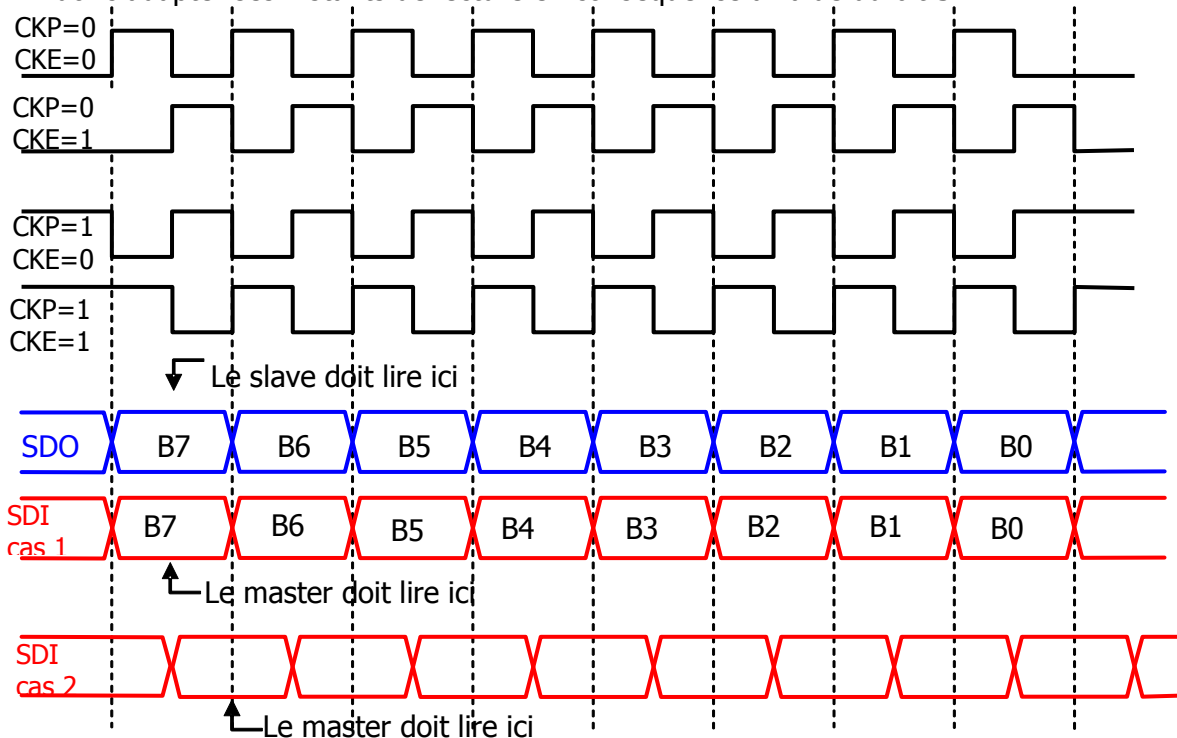 CKP=0
CKE=0
CKP=0
CKE=1
CKP=1
CKE=0
CKP=1
CKE=1
Le slave doit lire ici
SDO B7 B6 B5 B4 B3 B2 B1 B0
SDI
cas 1
B7 B6 B5 B4 B3 B2 B1 B0
Le master doit lire ici
SDI
cas 2
Le master doit lire ici